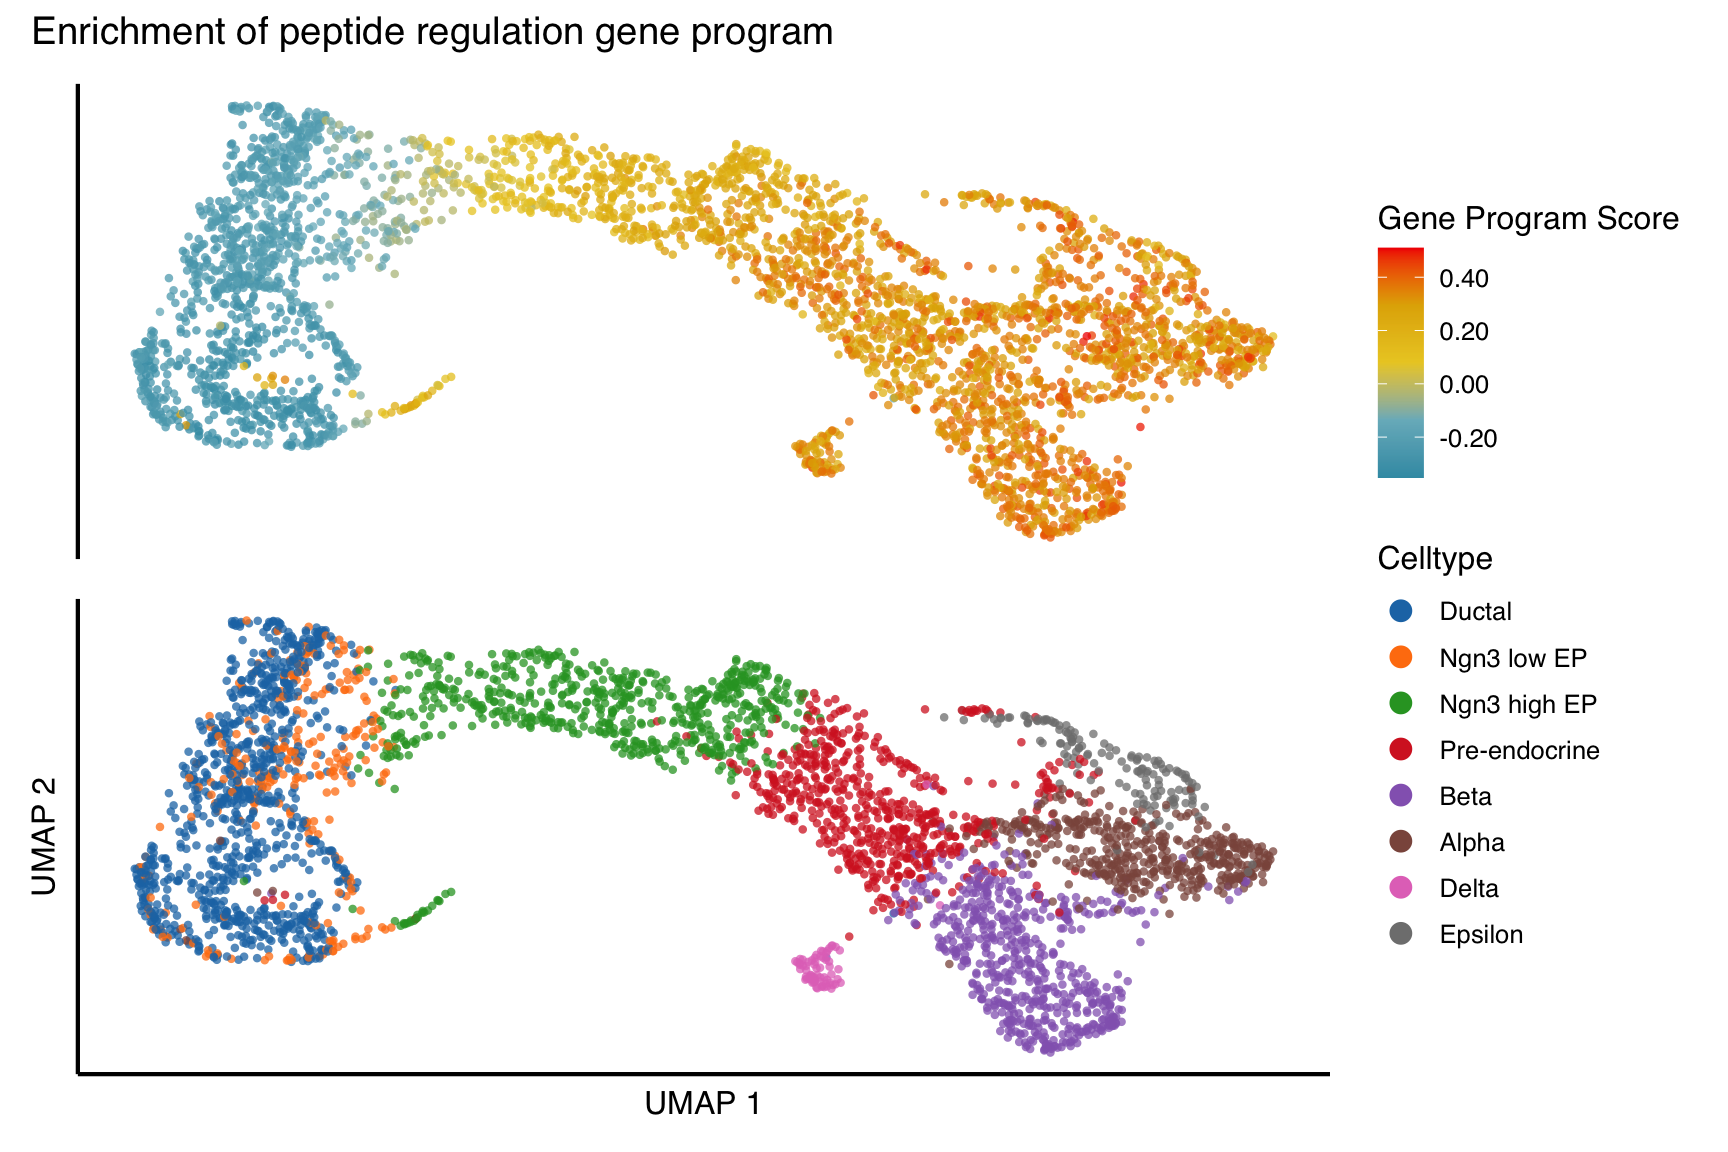 Enrichment of peptide regulation gene program
Gene Program Score
0.40
0.20
0.00
-0.20
Celltype
Ductal
Ngn3 low EP
Ngn3 high EP
Pre-endocrine
Beta
Alpha
Delta
Epsilon
UMAP 2
UMAP 1